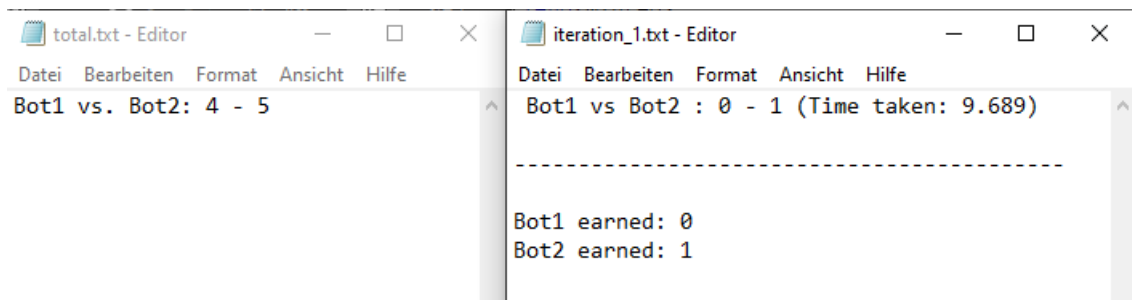 total.txt - Editor
Datei Bearbeiten Format Ansicht Hilfe
Bot1 vs. Bot2: 4 - 5
iteration_1.txt - Editor
Datei Bearbeiten Format Ansicht Hilfe
Bot1 vs Bot2 : 0 - 1 (Time taken: 9.689)
-------------------------------------------
Bot1 earned: 0
Bot2 earned: 1